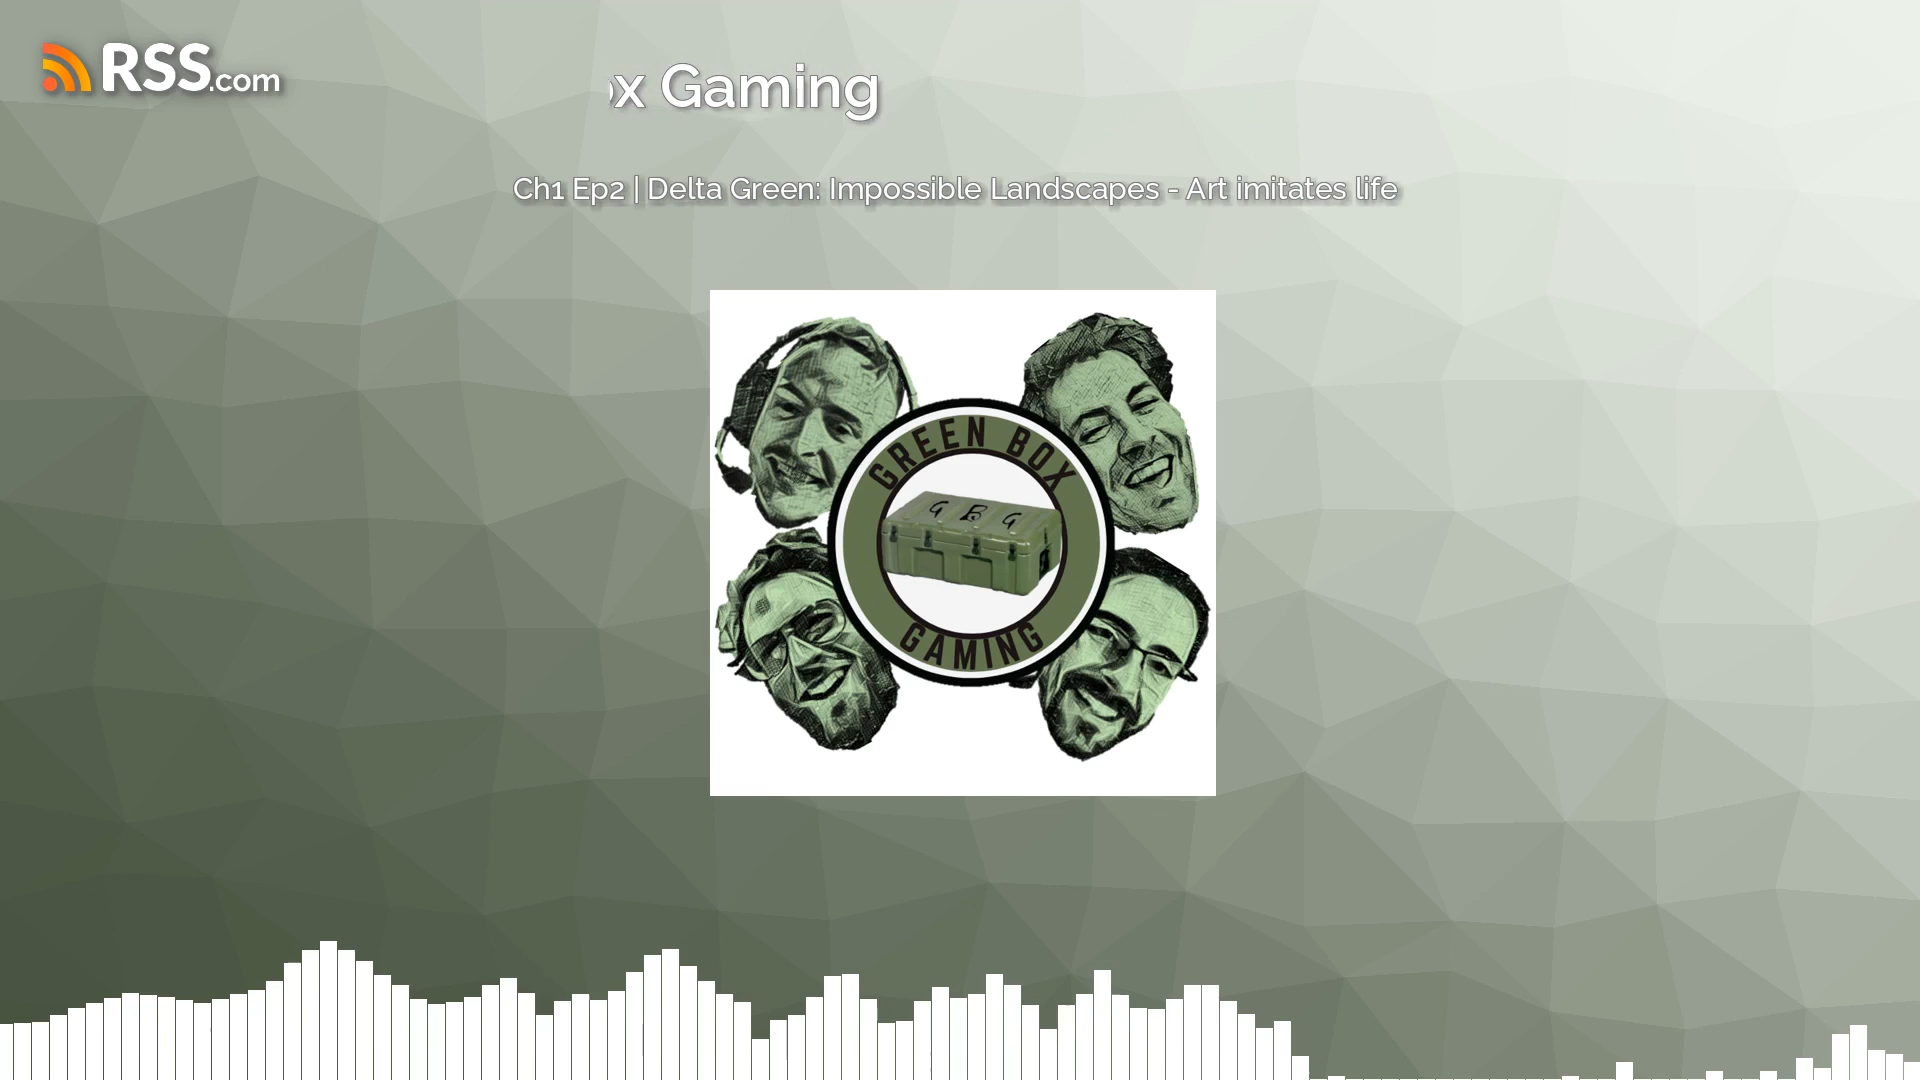 RSS.com
x Gaming
Ch1 Ep2 | Delta Green: Impossible Landscapes - Art imitates life
GREEN BOX
G B G
GAMING